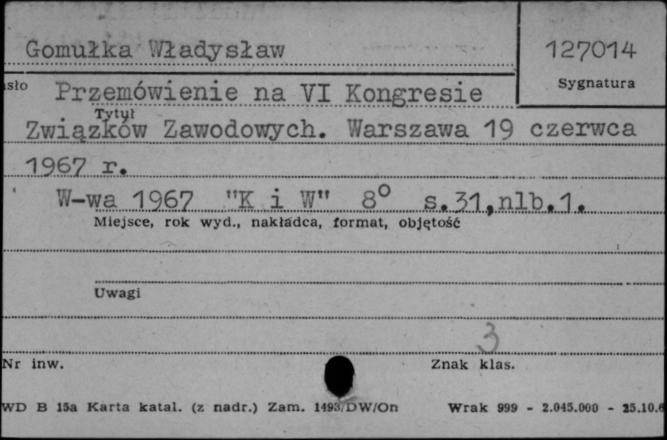 Gomułka Władysław 127014
Sygnatura
Przemówienie na VI Kongresie
Tytuł
Związków Zawodowych. Warszawa 19 czerwca
1967 r.
W-wa 1967 "K i W" 8° s.31,nlb.1.
Miejsce, rok wyd., nakładca, format, objętość
Uwagi
3
Nr inw. Znak klas.
WD B 15a Karta katal. (z nadr.) Zam. 1493/DW/On Wrak 999 - 2.045.000 - 25.10.6